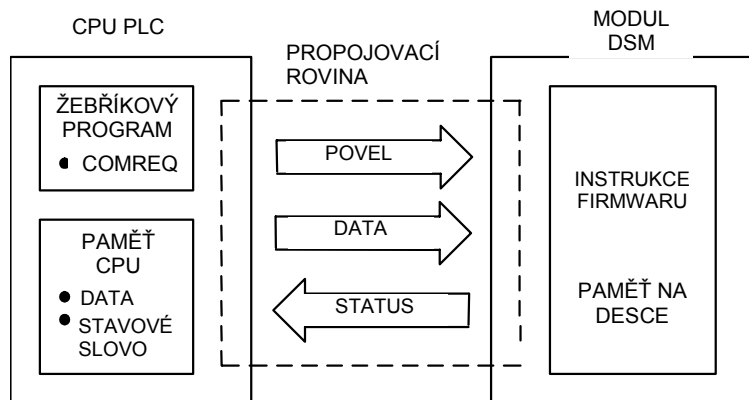 CPU PLC
ŽEBŘÍKOVÝ
PROGRAM
• COMREQ
PAMĚŤ
CPU
• DATA
• STAVOVÉ
SLOVO
PROPOJOVACÍ
ROVINA
POVEL
DATA
STATUS
MODUL
DSM
INSTRUKCE
FIRMWARU
PAMĚŤ NA
DESCE